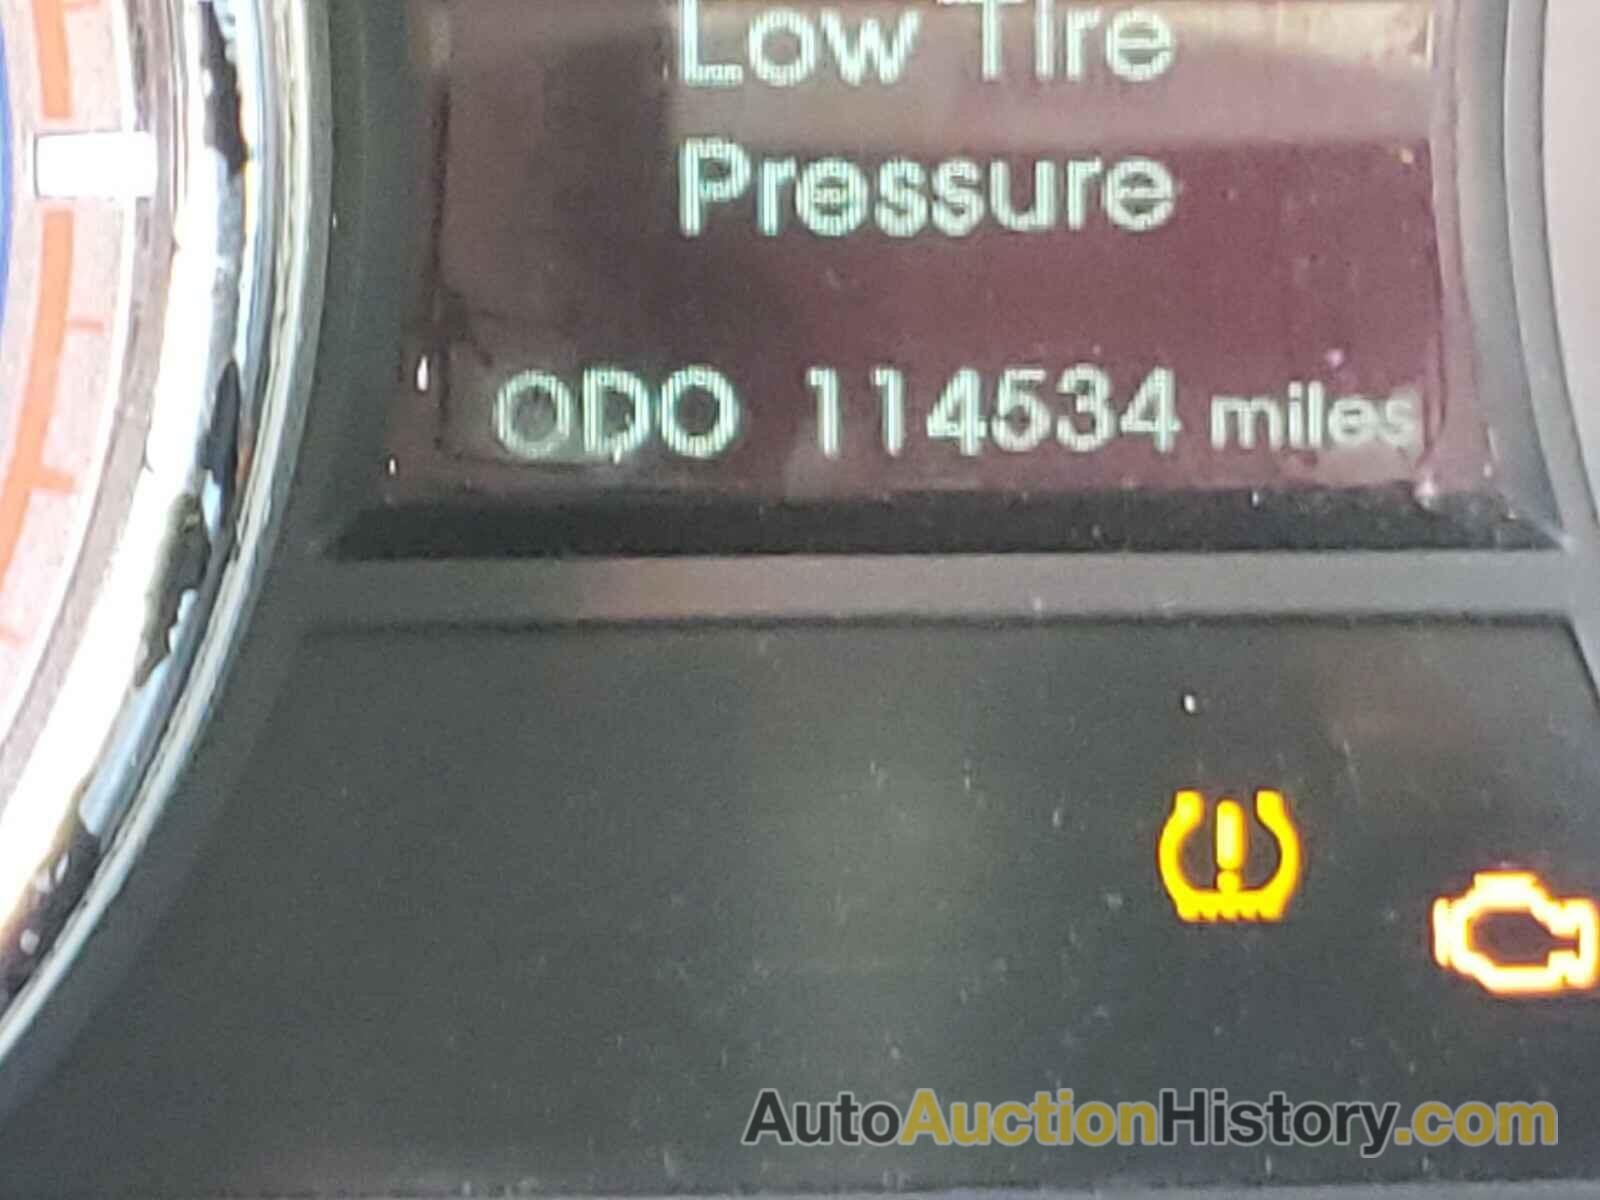 Low Tire
Pressure
ODO 114534 miles
AutoAuctionHistory.com